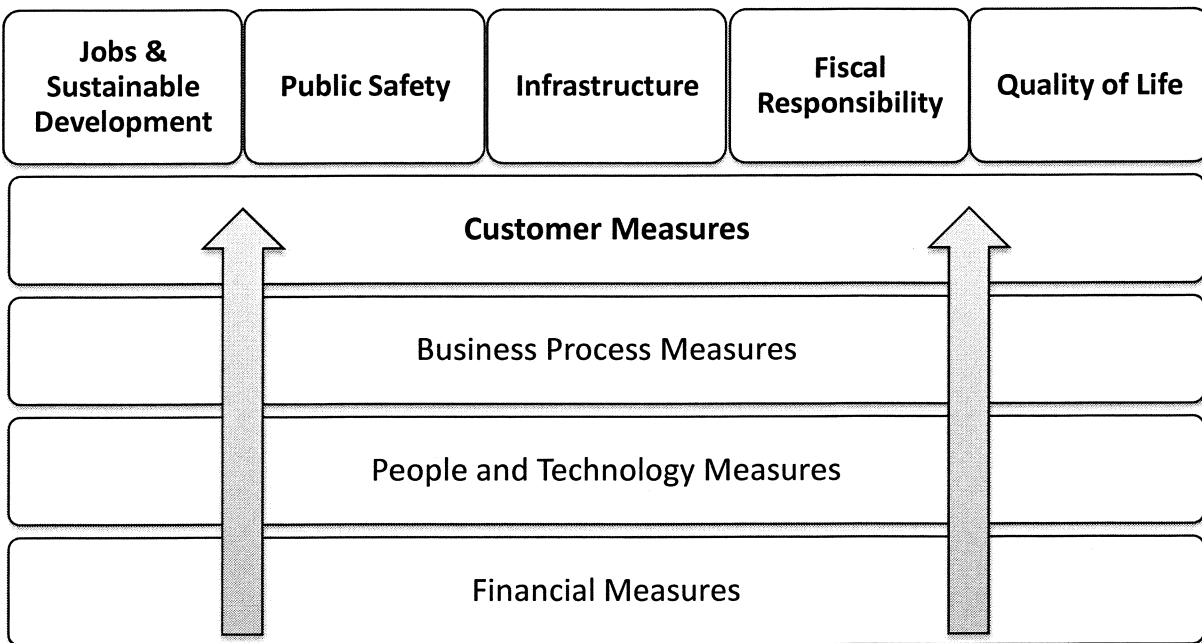 Jobs &
Sustainable
Development
Public Safety
Infrastructure
Fiscal
Responsibility
Quality of Life
Customer Measures
Business Process Measures
People and Technology Measures
Financial Measures